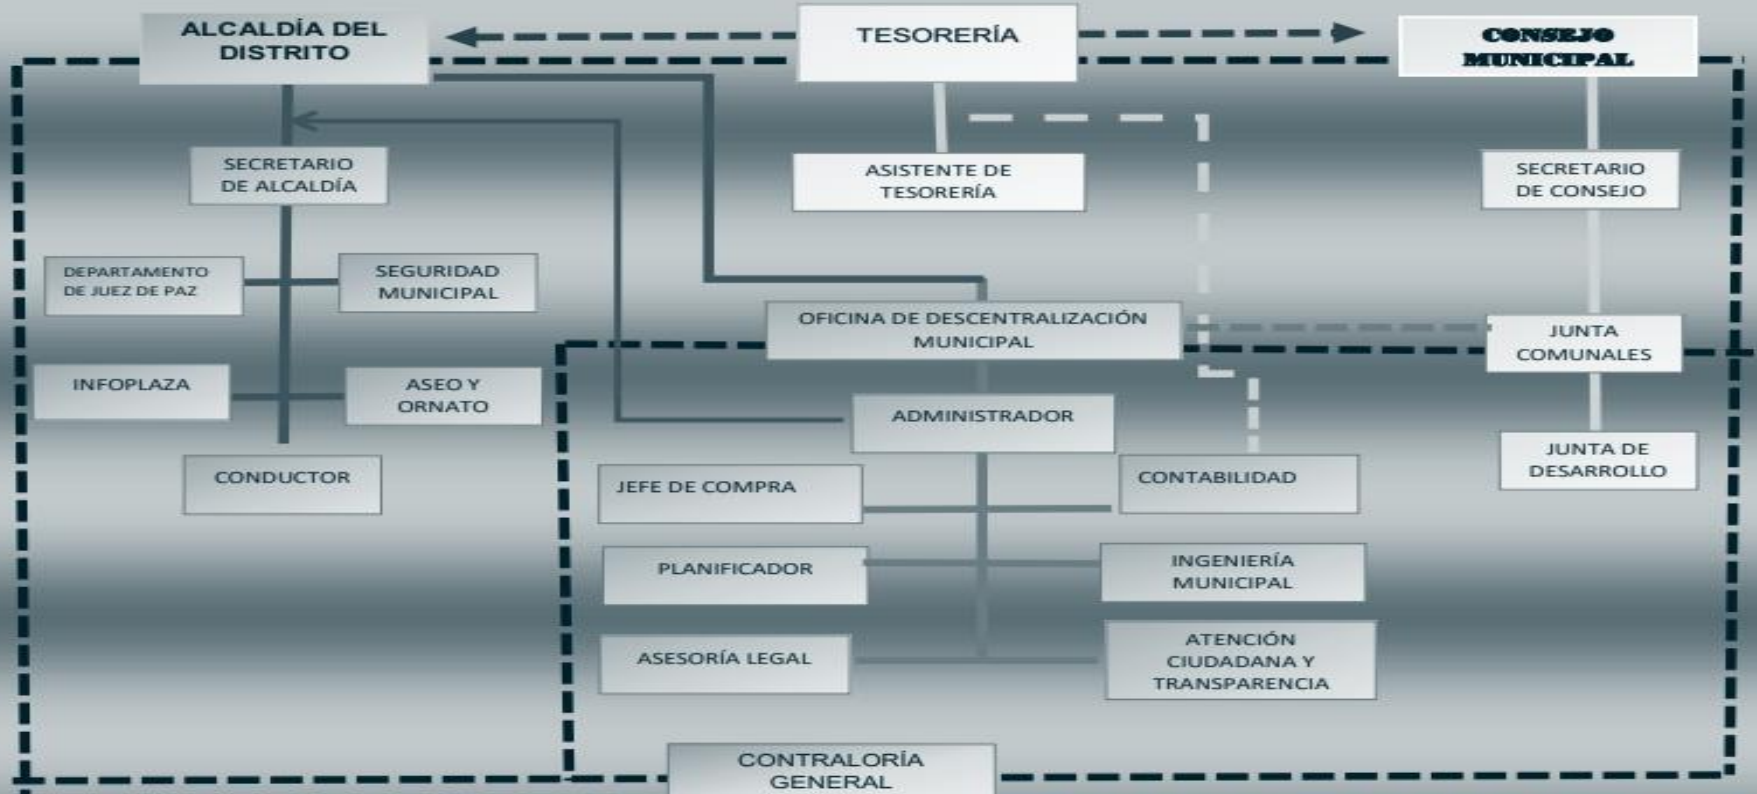 ALCALDÍA DEL
DISTRITO
TESORERÍA
CONSEJO
MUNICIPAL
SECRETARIO
DE ALCALDÍA
ASISTENTE DE
TESORERÍA
SECRETARIO
DE CONSEJO
DEPARTAMENTO
DE JUEZ DE PAZ
SEGURIDAD
MUNICIPAL
OFICINA DE DESCENTRALIZACIÓN
MUNICIPAL
JUNTA
COMUNALES
INFOPLAZA
ASEO Y
ORNATO
ADMINISTRADOR
JUNTA DE
DESARROLLO
CONDUCTOR
JEFE DE COMPRA
CONTABILIDAD
PLANIFICADOR
INGENIERÍA
MUNICIPAL
ASESORÍA LEGAL
ATENCIÓN
CIUDADANA Y
TRANSPARENCIA
CONTRALORÍA
GENERAL